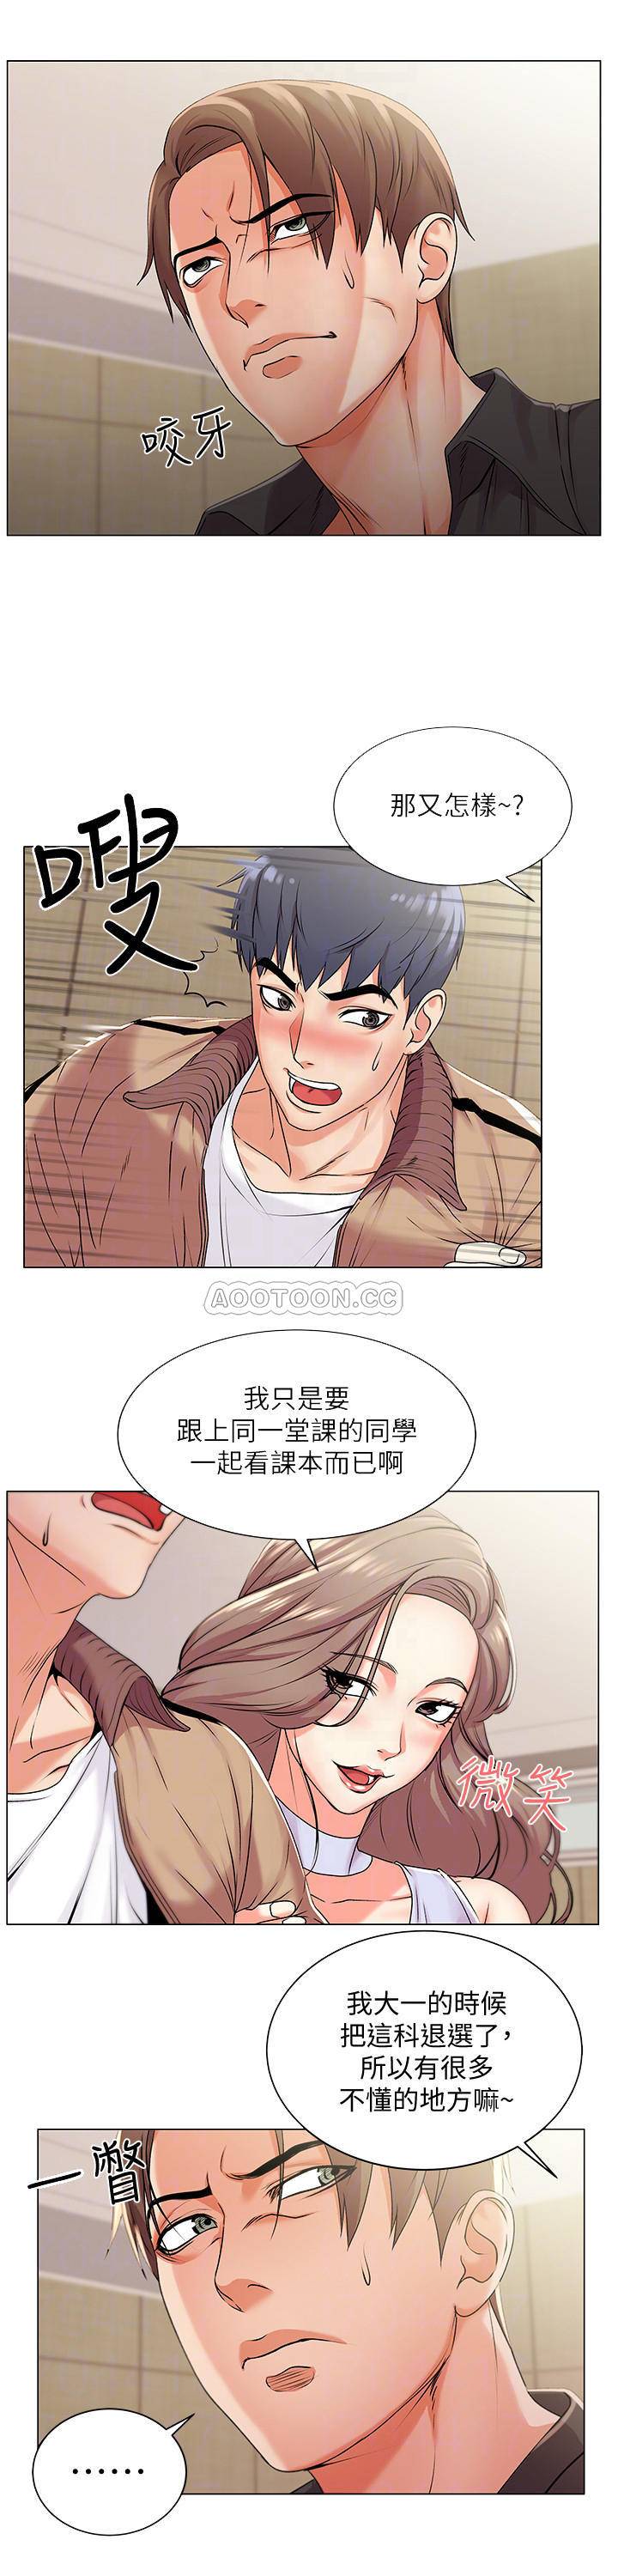 咬牙
那又怎樣~?
嗖
AOOTOON.CC
我只是要
跟上同一堂課的同學
一起看課本而已啊
微笑
我大一的時候
把這科退選了，
所以有很多
不懂的地方嘛~
一瞥
......